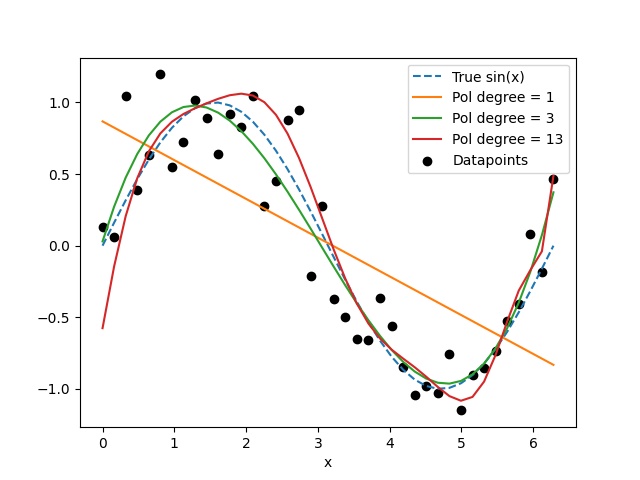 True sin(x)
Pol degree = 1
Pol degree = 3
Pol degree = 13
Datapoints
1.0
0.5
0.0
−0.5
−1.0
0 1 2 3 4 5 6
x